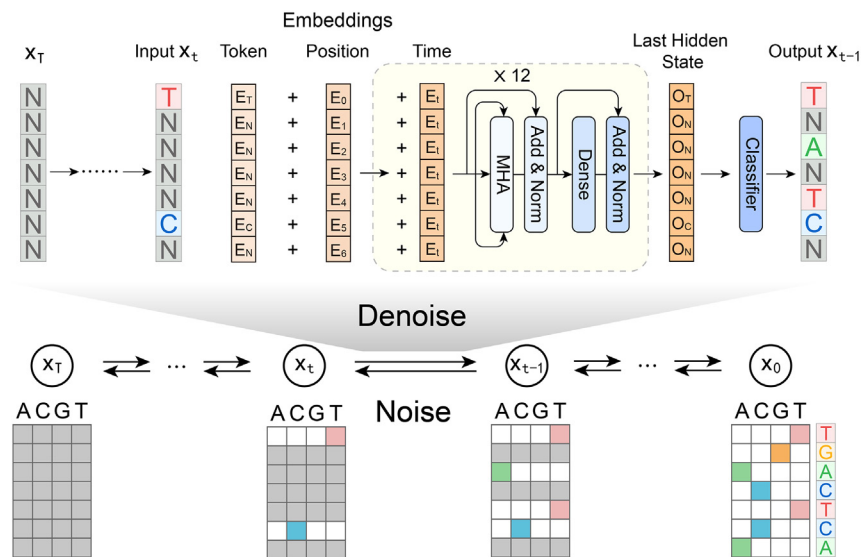 Embeddings
x_T Input x_t Token Position Time Last Hidden State Output x_{t-1}
× 12
N T E_T + E_0 + E_t O_T T
N N E_N + E_1 + E_t O_N N
N N E_N + E_2 + E_t O_N A
N ...... N E_N + E_3 + E_t MHA Add & Norm Dense Add & Norm O_N Classifier N
N N E_N + E_4 + E_t O_N T
N C E_C + E_5 + E_t O_C C
N N E_N + E_6 + E_t O_N N
Denoise
x_T ... x_t x_{t-1} ... x_0
Noise
A C G T A C G T A C G T A C G T
T
G
A
C
T
C
A